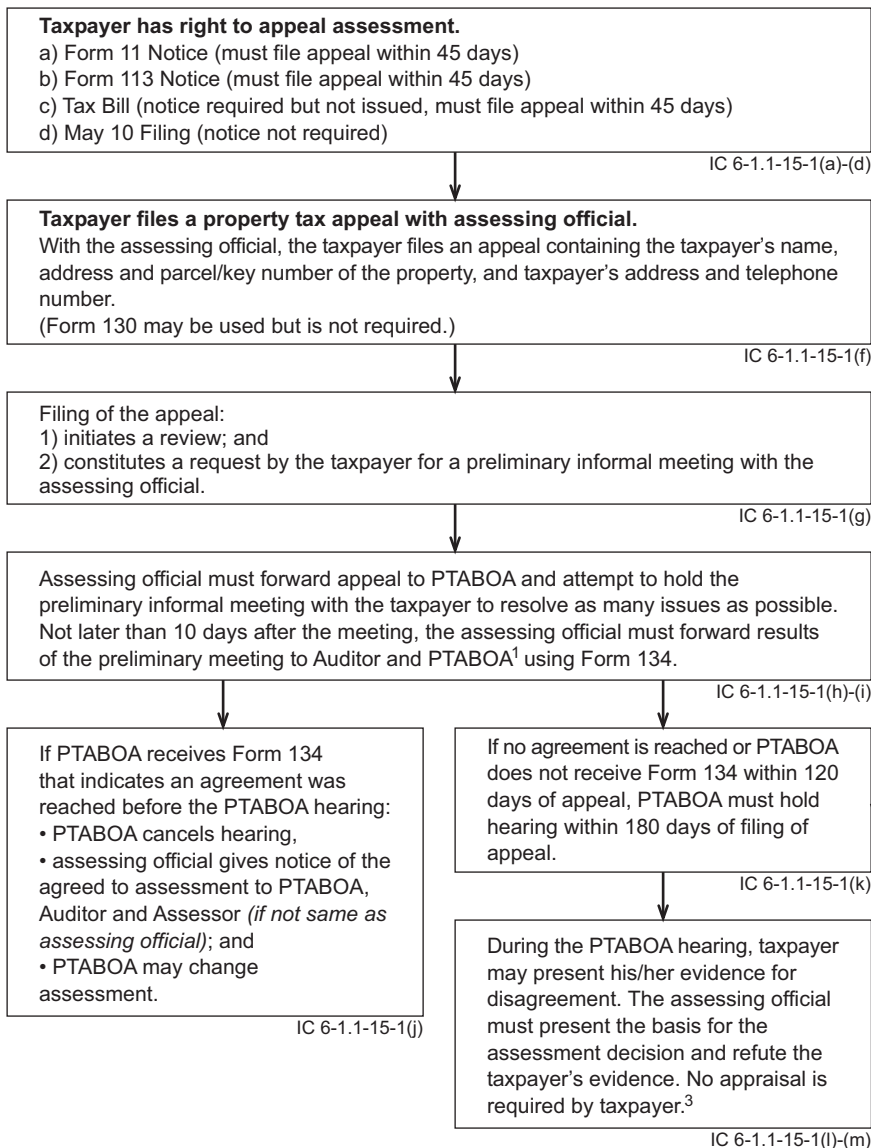 Taxpayer has right to appeal assessment.
a) Form 11 Notice (must file appeal within 45 days)
b) Form 113 Notice (must file appeal within 45 days)
c) Tax Bill (notice required but not issued, must file appeal within 45 days)
d) May 10 Filing (notice not required)
IC 6-1.1-15-1(a)-(d)
Taxpayer files a property tax appeal with assessing official.
With the assessing official, the taxpayer files an appeal containing the taxpayer's name,
address and parcel/key number of the property, and taxpayer's address and telephone
number.
(Form 130 may be used but is not required.)
IC 6-1.1-15-1(f)
Filing of the appeal:
1) initiates a review; and
2) constitutes a request by the taxpayer for a preliminary informal meeting with the
assessing official.
IC 6-1.1-15-1(g)
Assessing official must forward appeal to PTABOA and attempt to hold the
preliminary informal meeting with the taxpayer to resolve as many issues as possible.
Not later than 10 days after the meeting, the assessing official must forward results
of the preliminary meeting to Auditor and PTABOA¹ using Form 134.
IC 6-1.1-15-1(h)-(i)
If PTABOA receives Form 134
that indicates an agreement was
reached before the PTABOA hearing:
• PTABOA cancels hearing,
• assessing official gives notice of the
agreed to assessment to PTABOA,
Auditor and Assessor (if not same as
assessing official); and
• PTABOA may change
assessment.
IC 6-1.1-15-1(j)
If no agreement is reached or PTABOA
does not receive Form 134 within 120
days of appeal, PTABOA must hold
hearing within 180 days of filing of
appeal.
IC 6-1.1-15-1(k)
During the PTABOA hearing, taxpayer
may present his/her evidence for
disagreement. The assessing official
must present the basis for the
assessment decision and refute the
taxpayer's evidence. No appraisal is
required by taxpayer.³
IC 6-1.1-15-1(l)-(m)